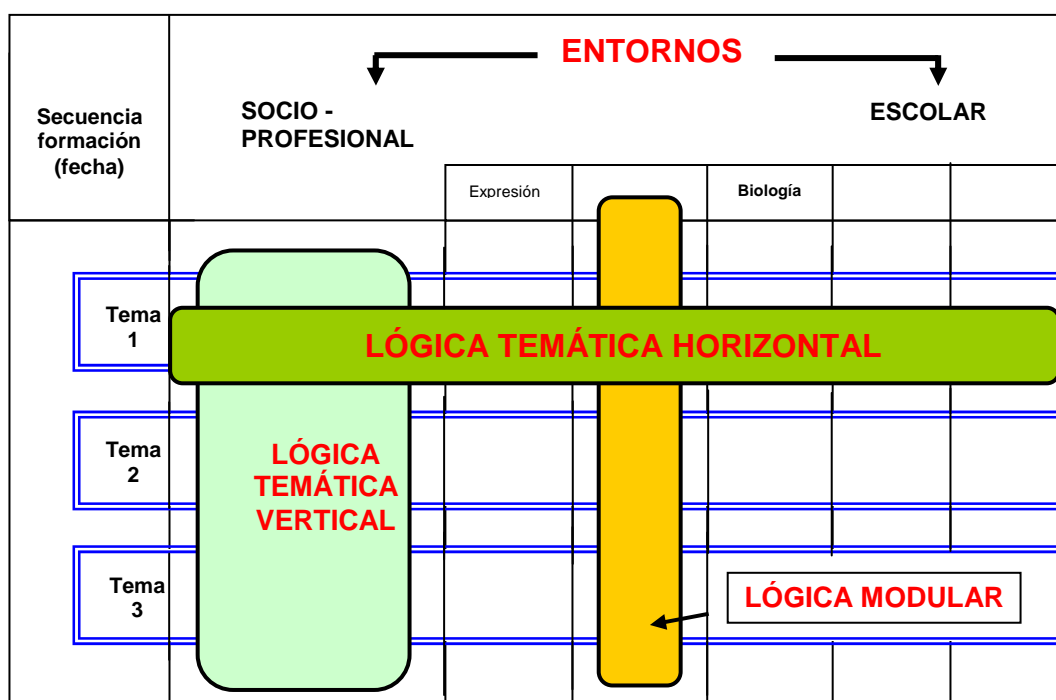 ENTORNOS
Secuencia
formación
(fecha)
SOCIO -
PROFESIONAL
ESCOLAR
Expresión
Biología
Tema
1
LÓGICA TEMÁTICA HORIZONTAL
Tema
2
LÓGICA
TEMÁTICA
VERTICAL
Tema
3
LÓGICA MODULAR